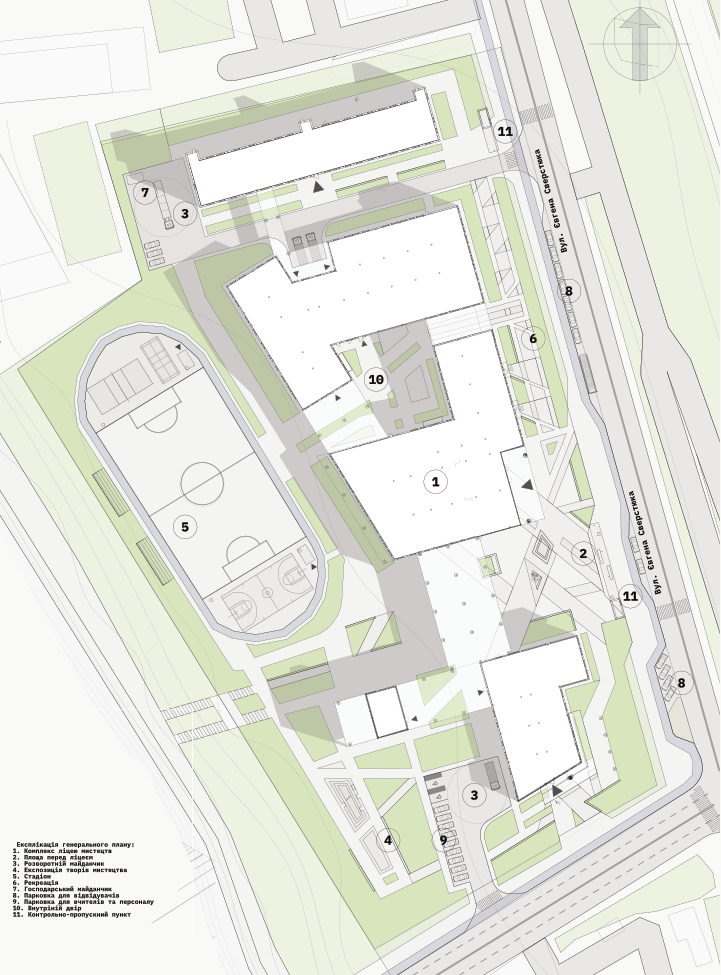 11
7
3
Вул. Євгена Сверстюка
8
6
10
1
5
Вул. Євгена Сверстюка
2
11
8
3
4
9
Експлікація генерального плану:
1. Комплекс ліцею мистецтв
2. Площа перед ліцеєм
3. Розворотній майданчик
4. Експозиція творів мистецтва
5. Стадіон
6. Рекреація
7. Господарський майданчик
8. Парковка для відвідувачів
9. Парковка для вчителів та персоналу
10. Внутріній двір
11. Контрольно-пропускний пункт